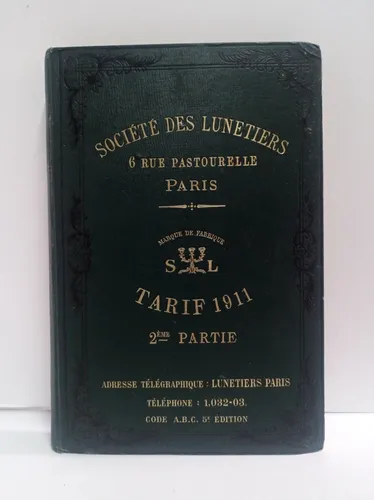 SOCIÉTÉ DES LUNETIERS
6 RUE PASTOURELLE
PARIS
MARQUE DE FABRIQUE
S L
TARIF 1911
2ÈME PARTIE
ADRESSE TÉLÉGRAPHIQUE : LUNETIERS PARIS
TÉLÉPHONE : 1.032-03.
CODE A.B.C. 5E EDITION